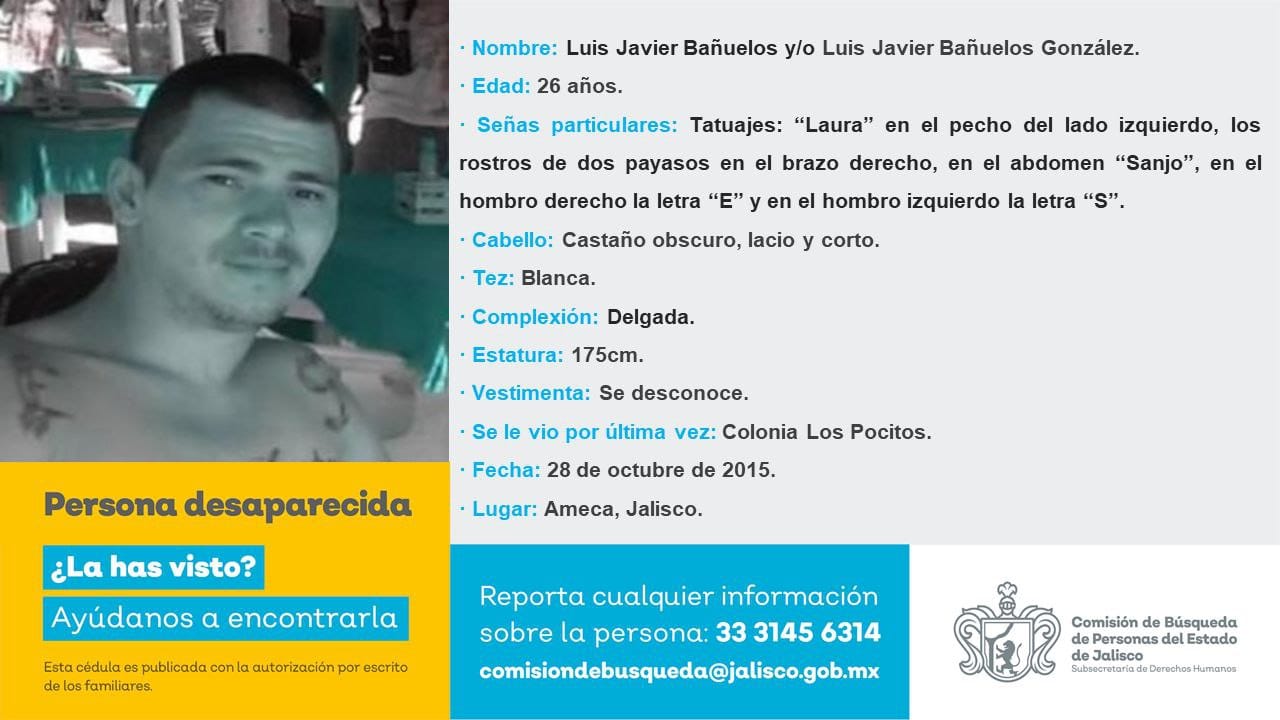 · Nombre: Luis Javier Bañuelos y/o Luis Javier Bañuelos González.
· Edad: 26 años.
· Señas particulares: Tatuajes: “Laura” en el pecho del lado izquierdo, los
rostros de dos payasos en el brazo derecho, en el abdomen “Sanjo”, en el
hombro derecho la letra “E” y en el hombro izquierdo la letra “S”.
· Cabello: Castaño obscuro, lacio y corto.
· Tez: Blanca.
· Complexión: Delgada.
· Estatura: 175cm.
· Vestimenta: Se desconoce.
· Se le vio por última vez: Colonia Los Pocitos.
· Fecha: 28 de octubre de 2015.
· Lugar: Ameca, Jalisco.
Persona desaparecida
¿La has visto?
Ayúdanos a encontrarla
Esta cédula es publicada con la autorización por escrito
de los familiares.
Reporta cualquier información
sobre la persona: 33 3145 6314
comisiondebusqueda@jalisco.gob.mx
Comisión de Búsqueda
de Personas del Estado
de Jalisco
Subsecretaría de Derechos Humanos